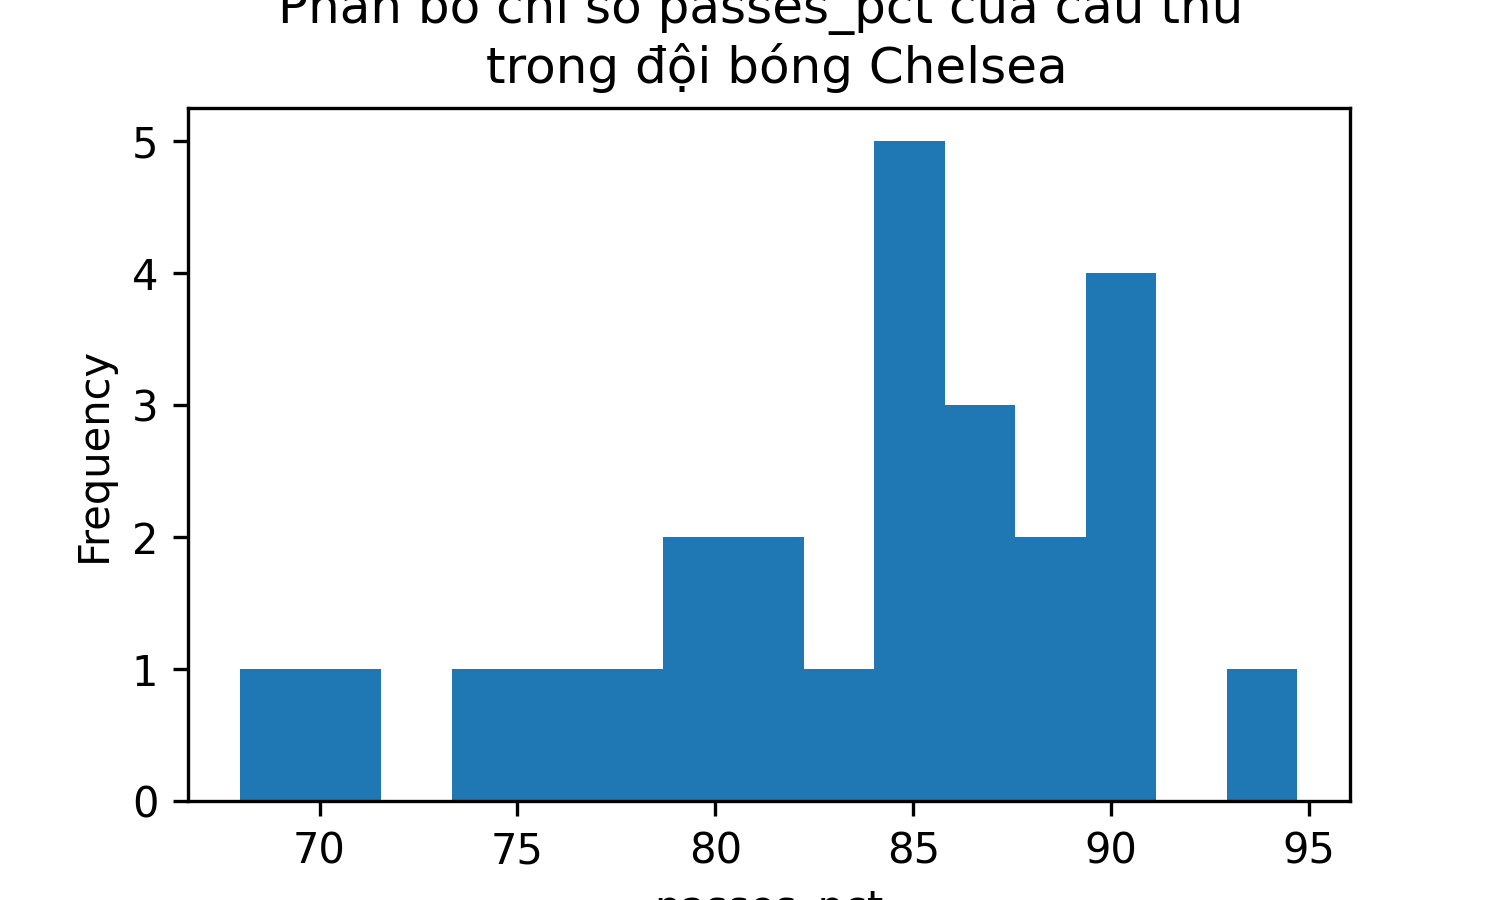 Phân bố chỉ số passes_pct của cầu thủ
trong đội bóng Chelsea
Frequency
5
4
3
2
1
0
70 75 80 85 90 95
passes_pct